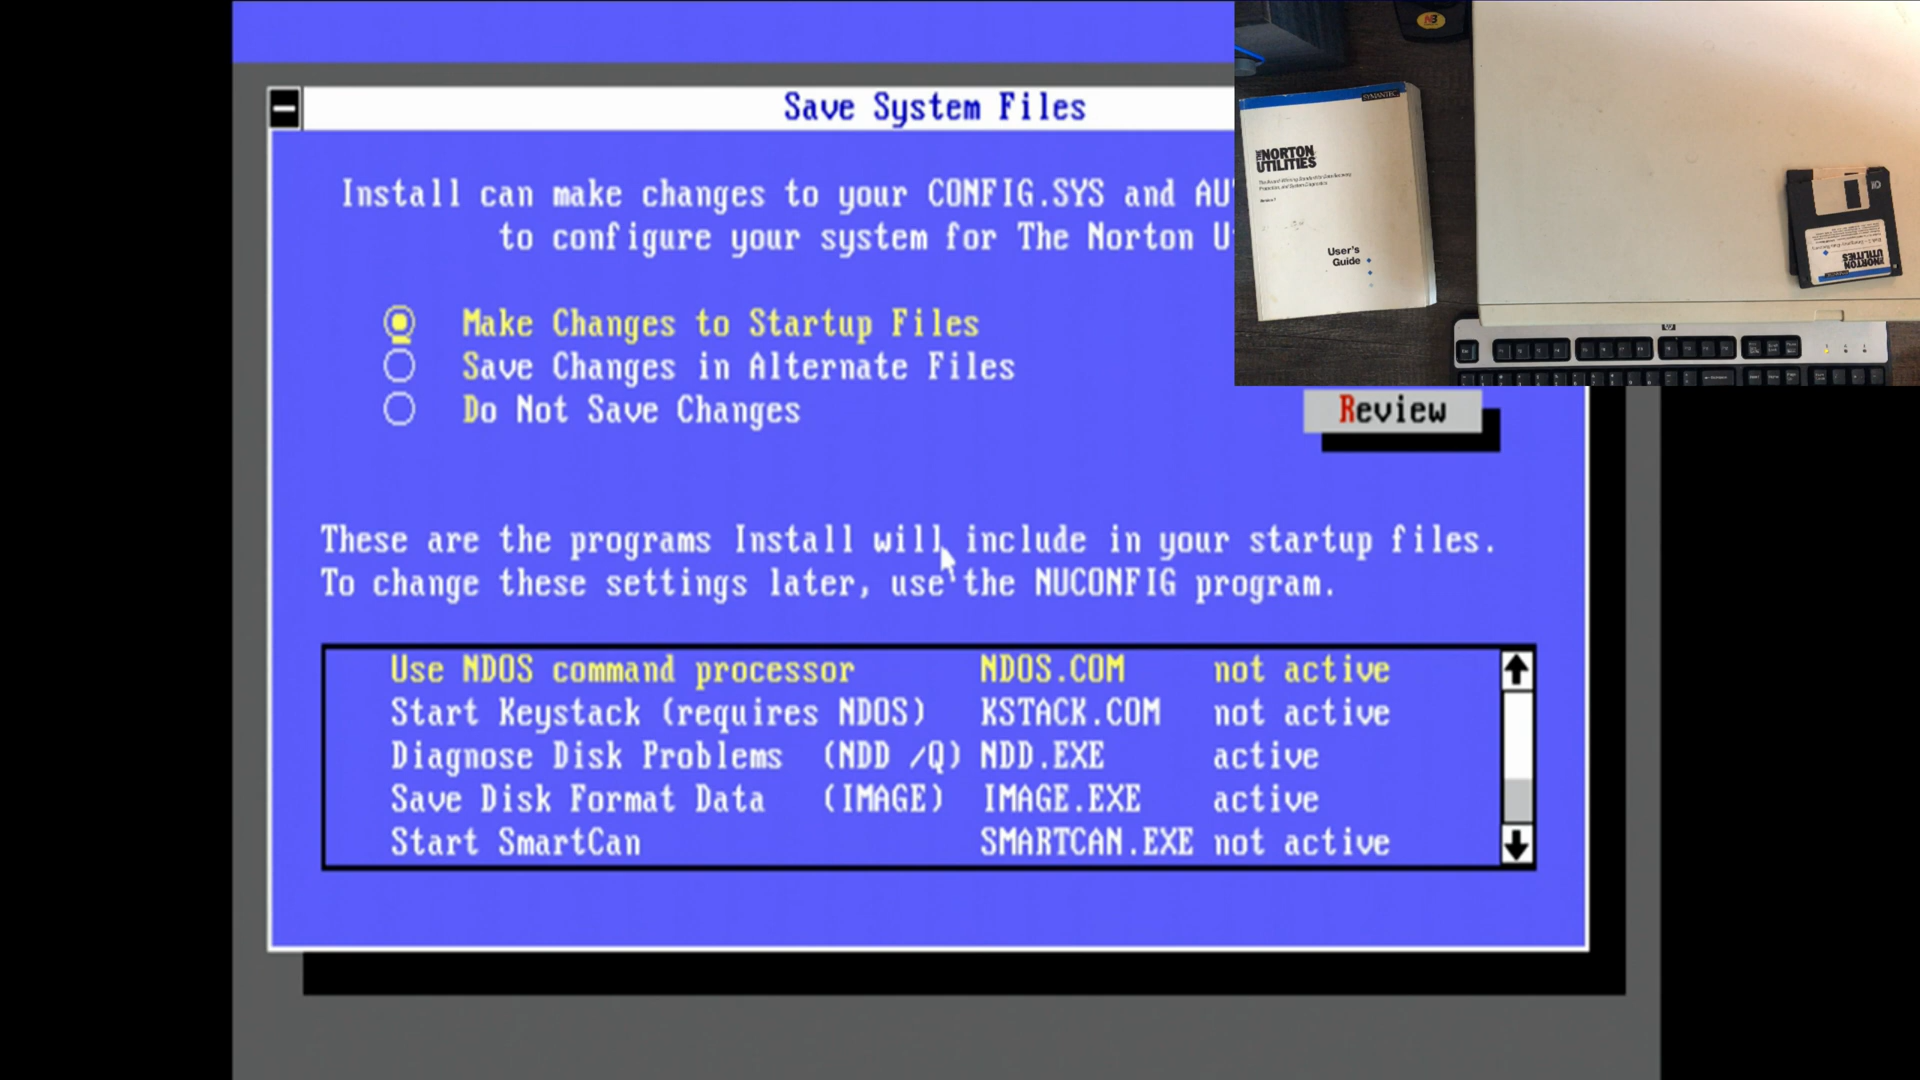 Save System Files
Install can make changes to your CONFIG.SYS and AU
to configure your system for The Norton U
Make Changes to Startup Files
Save Changes in Alternate Files
Do Not Save Changes
Review
These are the programs Install will include in your startup files.
To change these settings later, use the NUCONFIG program.
Use NDOS command processor NDOS.COM not active
Start Keystack (requires NDOS) KSTACK.COM not active
Diagnose Disk Problems (NDD /Q) NDD.EXE active
Save Disk Format Data (IMAGE) IMAGE.EXE active
Start SmartCan SMARTCAN.EXE not active
SYMANTEC.
THE NORTON
UTILITIES
User's
Guide
THE NORTON
UTILITIES